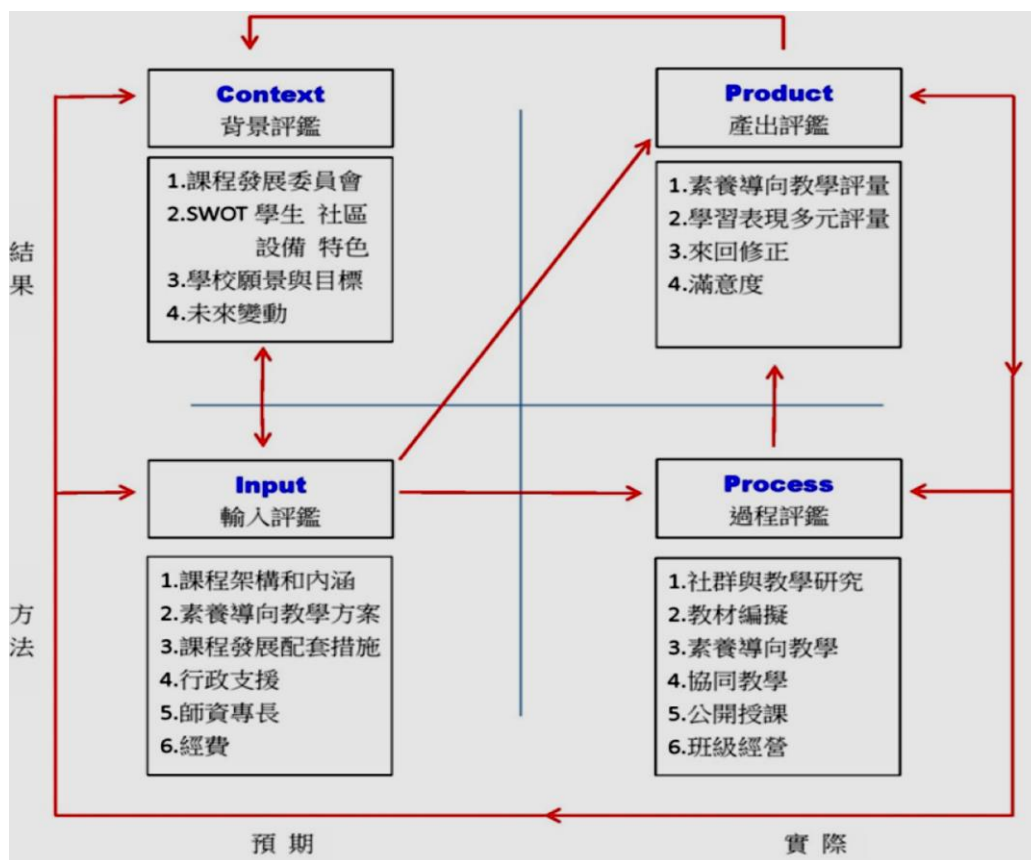 Context
背景評鑑
1.課程發展委員會
2.SWOT 學生 社區
設備 特色
3.學校願景與目標
4.未來變動
Product
產出評鑑
1.素養導向教學評量
2.學習表現多元評量
3.來回修正
4.滿意度
結
果
Input
輸入評鑑
1.課程架構和內涵
2.素養導向教學方案
3.課程發展配套措施
4.行政支援
5.師資專長
6.經費
Process
過程評鑑
1.社群與教學研究
2.教材編擬
3.素養導向教學
4.協同教學
5.公開授課
6.班級經營
方
法
預 期
實 際